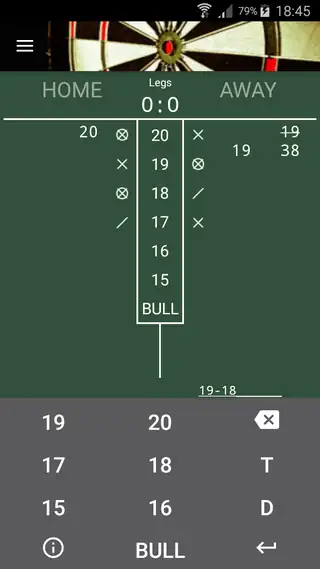 79% 18:45
Legs
HOME 0:0 AWAY
20 ⊗ 20 × 19
× 19 ⊗ 19 38
⊗ 18 /
/ 17 ×
16
15
BULL
19-18
19 20
17 18 T
15 16 D
BULL